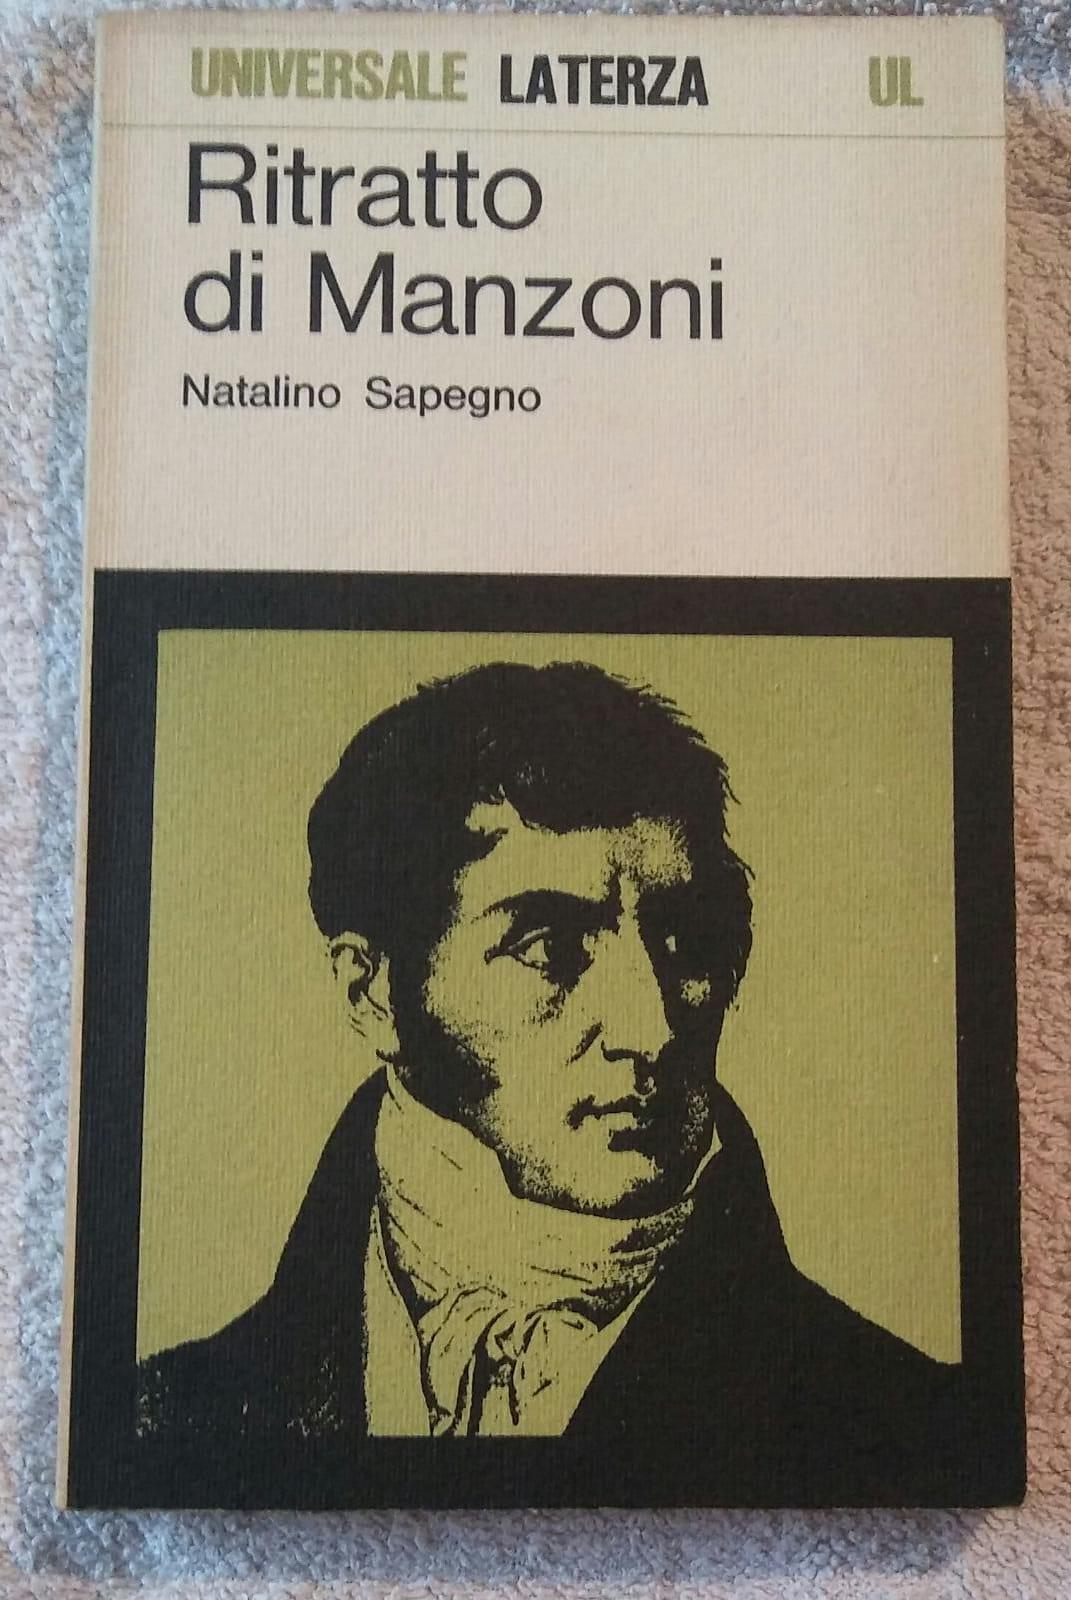 UNIVERSALE LATERZA UL
Ritratto
di Manzoni
Natalino Sapegno